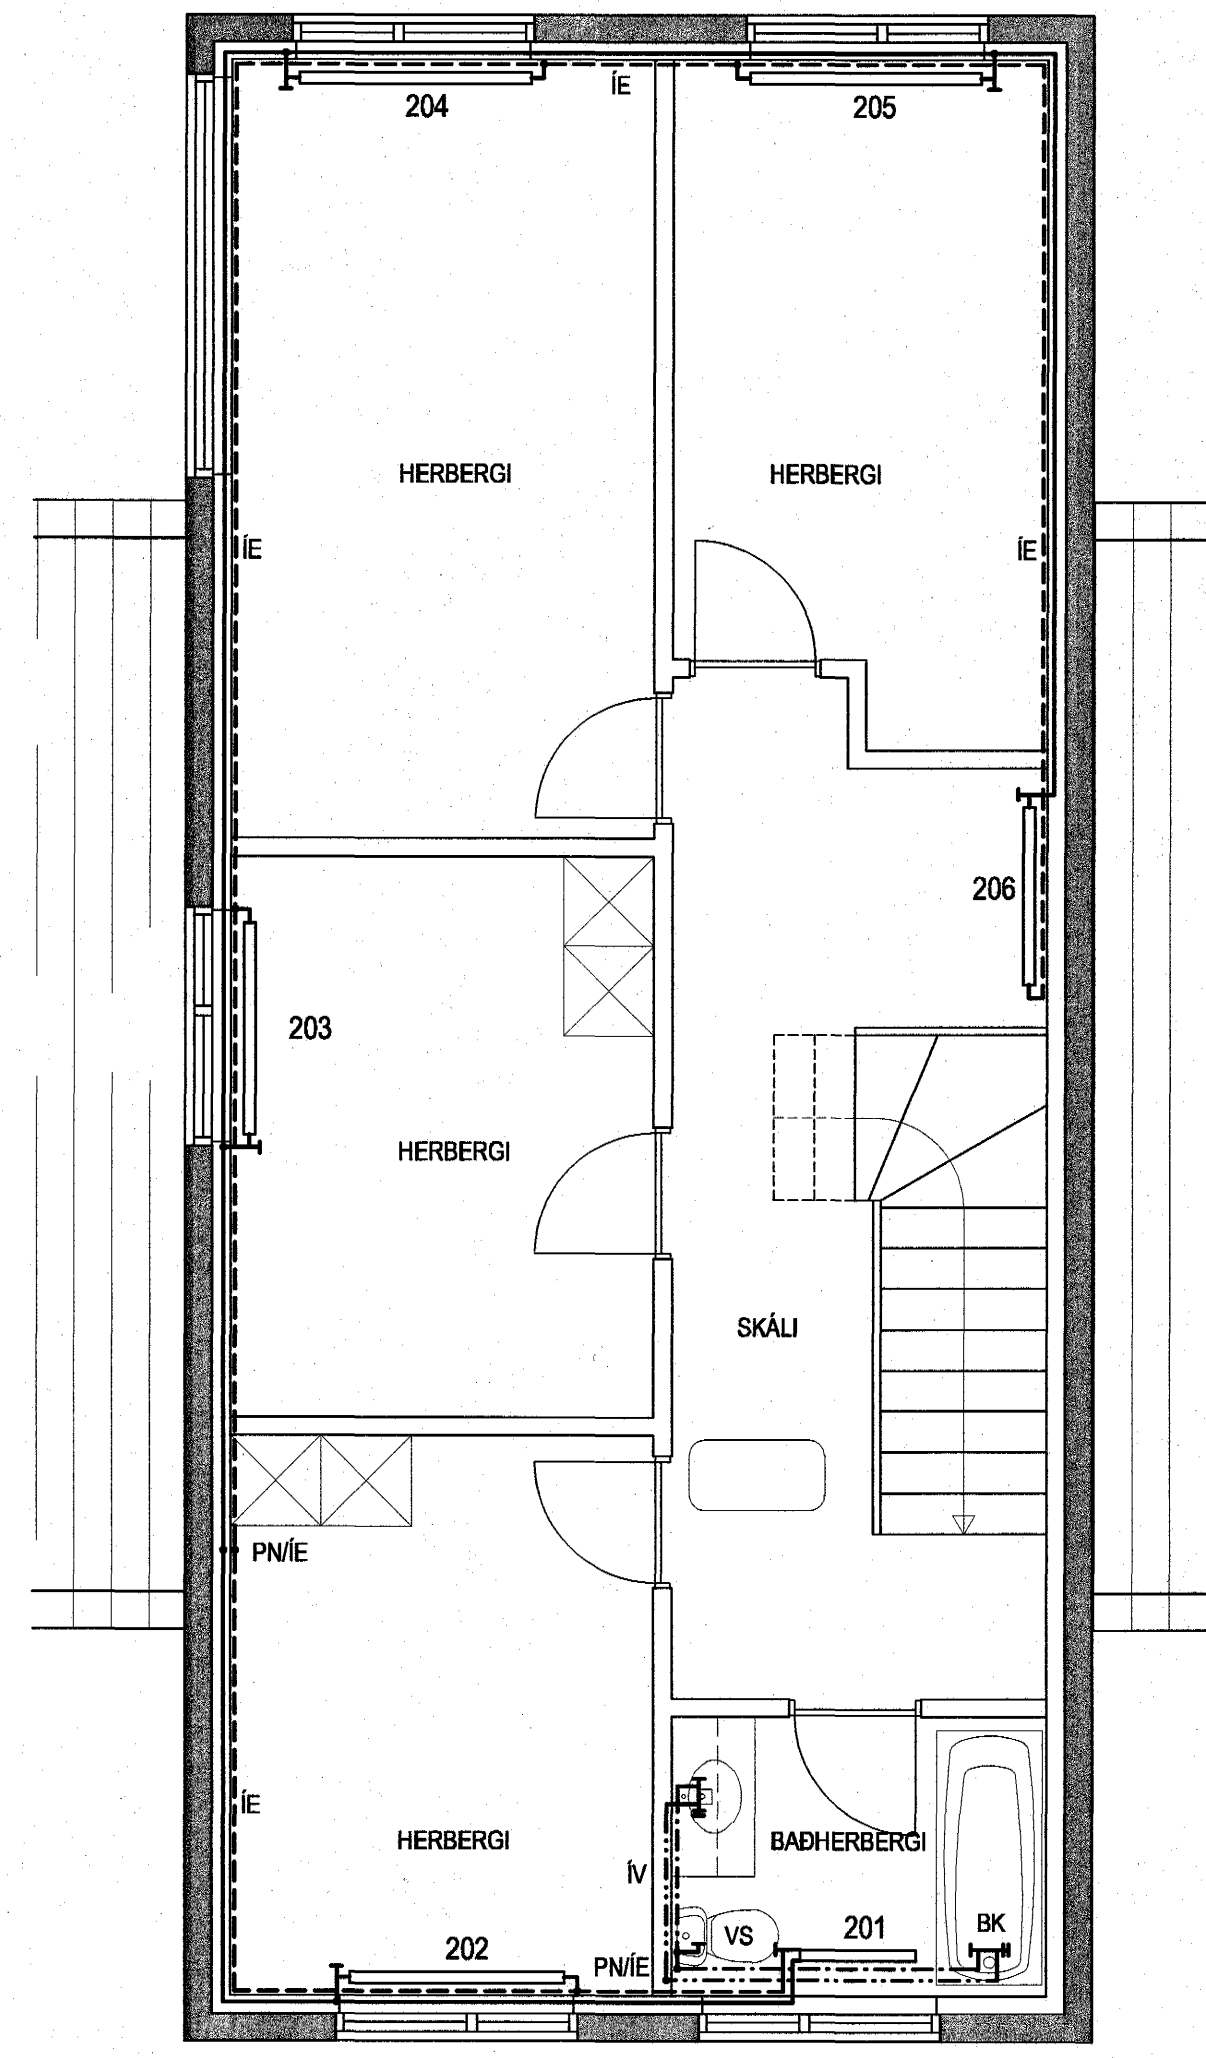 ÍE
204
205
HERBERGI
HERBERGI
ÍE
ÍE
206
203
HERBERGI
SKÁLI
PN/ÍE
ÍE
HERBERGI
BAÐHERBERGI
ÍV
VS
201
BK
202
PN/ÍE